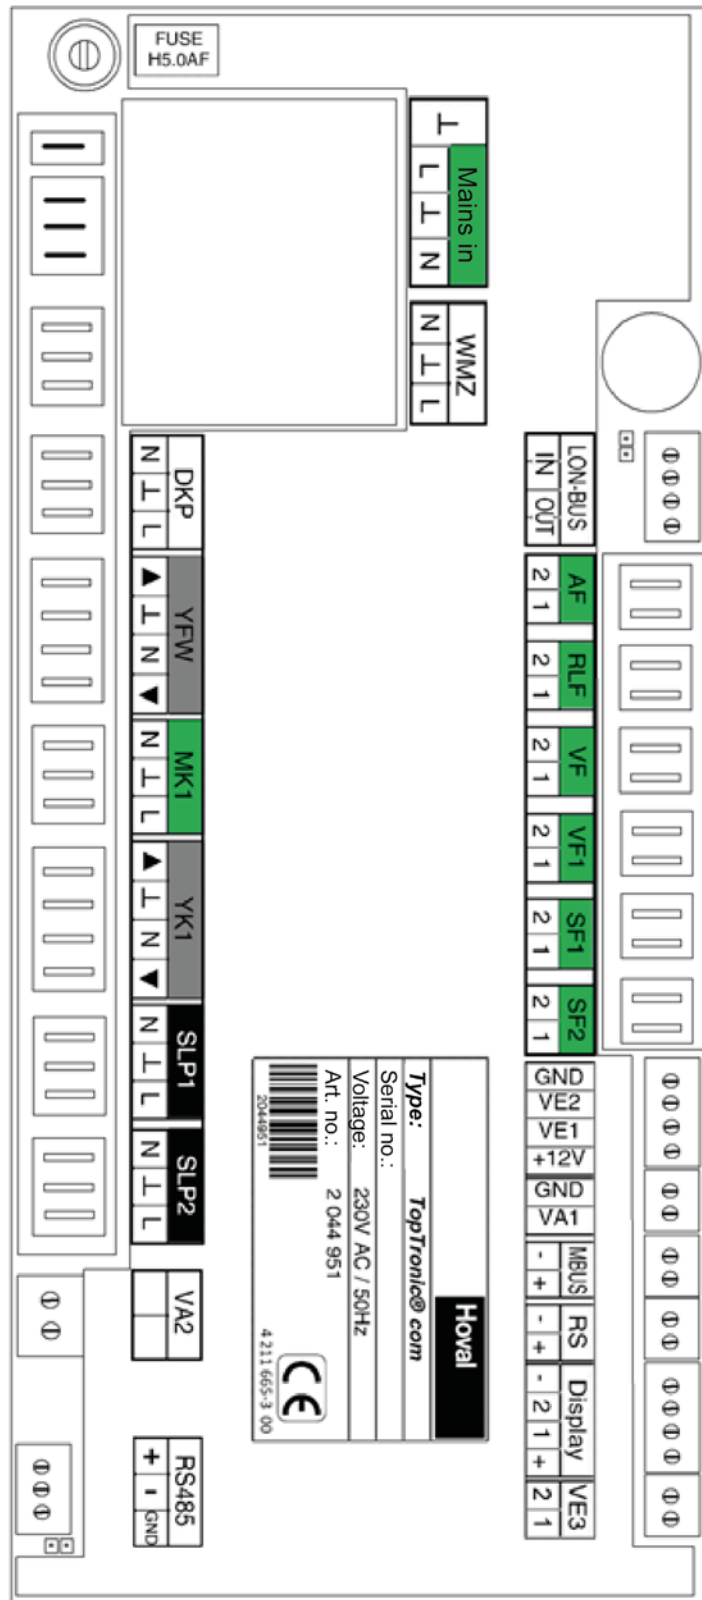 FUSE
H5.0AF
⊥
Mains in
L ⊥ N
WMZ
N ⊥ L
LON-BUS
IN OUT
AF
2 1
RLF
2 1
VF
2 1
VF1
2 1
SF1
2 1
SF2
2 1
DKP
N ⊥ L
YFW
▲ ⊥ N ▼
MK1
N ⊥ L
YK1
▲ ⊥ N ▼
SLP1
N ⊥ L
SLP2
N ⊥ L
VA2
RS485
+ - GND
GND
VE2
VE1
+12V
GND
VA1
MBUS
- +
RS
- +
Display
- 2 1 +
VE3
2 1
Hoval
Type: TopTronic® com
Serial no.:
Voltage: 230V AC / 50Hz
Art. no.: 2 044 951
2044951
CE
4 211 665-3 00